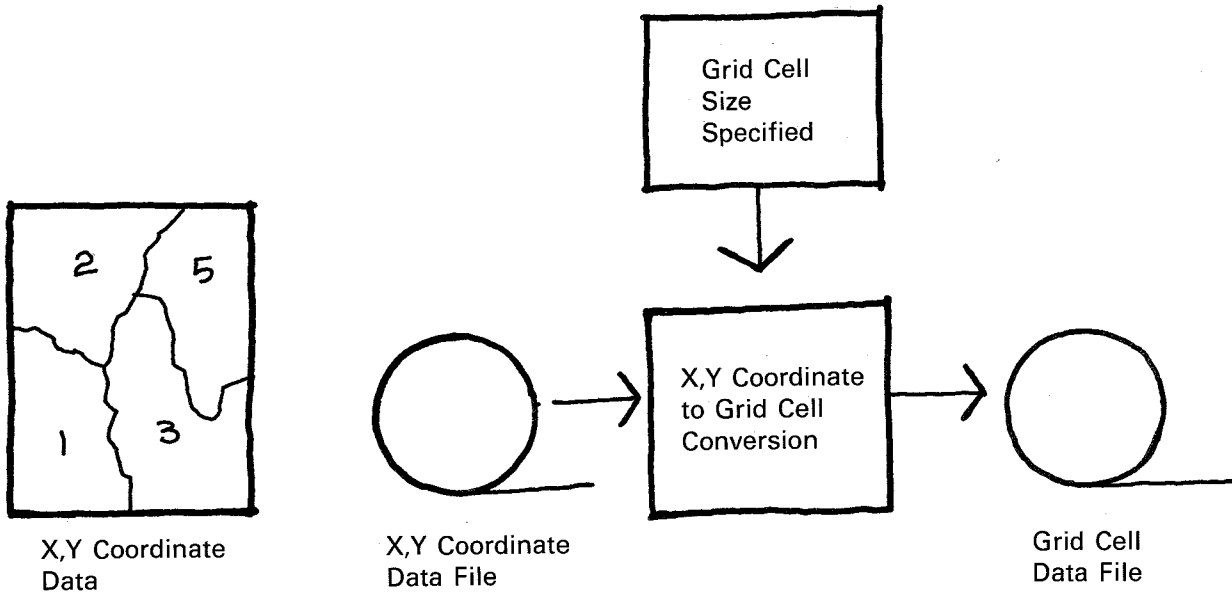 Grid Cell
Size
Specified
2
5
1
3
X,Y Coordinate
to Grid Cell
Conversion
X,Y Coordinate
Data
X,Y Coordinate
Data File
Grid Cell
Data File